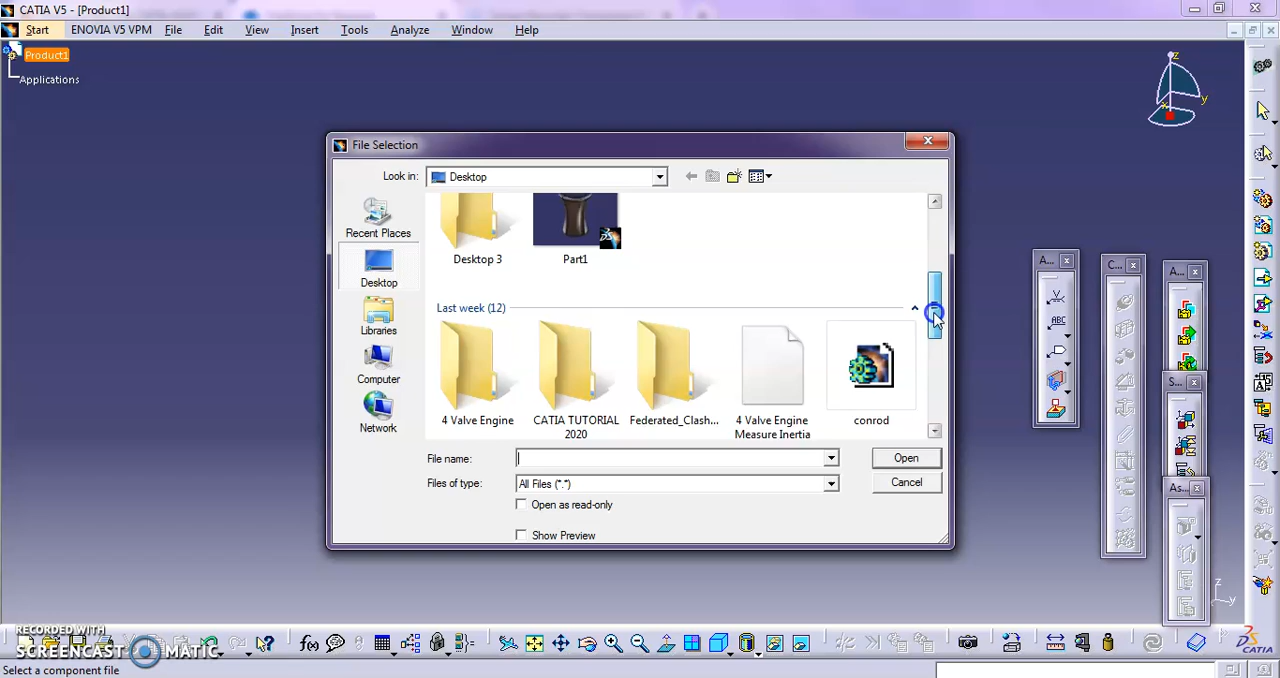 CATIA V5 - [Product1]
Start ENOVIA V5 VPM File Edit View Insert Tools Analyze Window Help
Product1
Applications
z
y
x
File Selection
Look in: Desktop
Recent Places
Desktop
Libraries
Computer
Network
Desktop 3
Part1
Last week (12)
4 Valve Engine
CATIA TUTORIAL
2020
Federated_Clash...
4 Valve Engine
Measure Inertia
conrod
File name:
Open
Files of type: All Files (*.*)
Cancel
Open as read-only
Show Preview
A...
C...
A...
S...
As...
ABC
z
y
RECORDED WITH
SCREENCAST MATIC
f(x)
CATIA
Select a component file